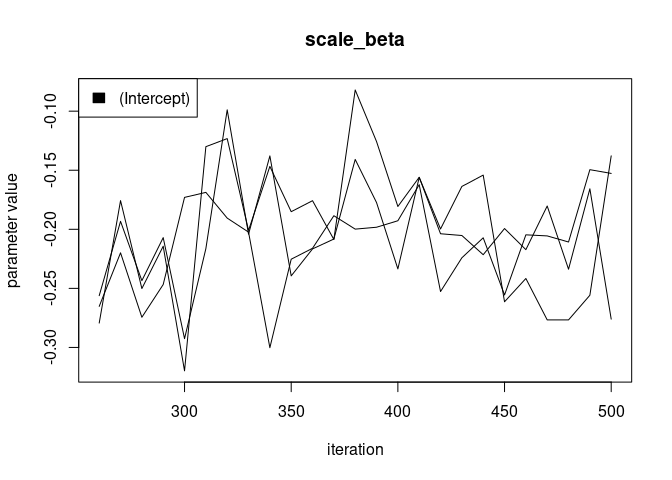 scale_beta
(Intercept)
parameter value
-0.10
-0.15
-0.20
-0.25
-0.30
300 350 400 450 500
iteration